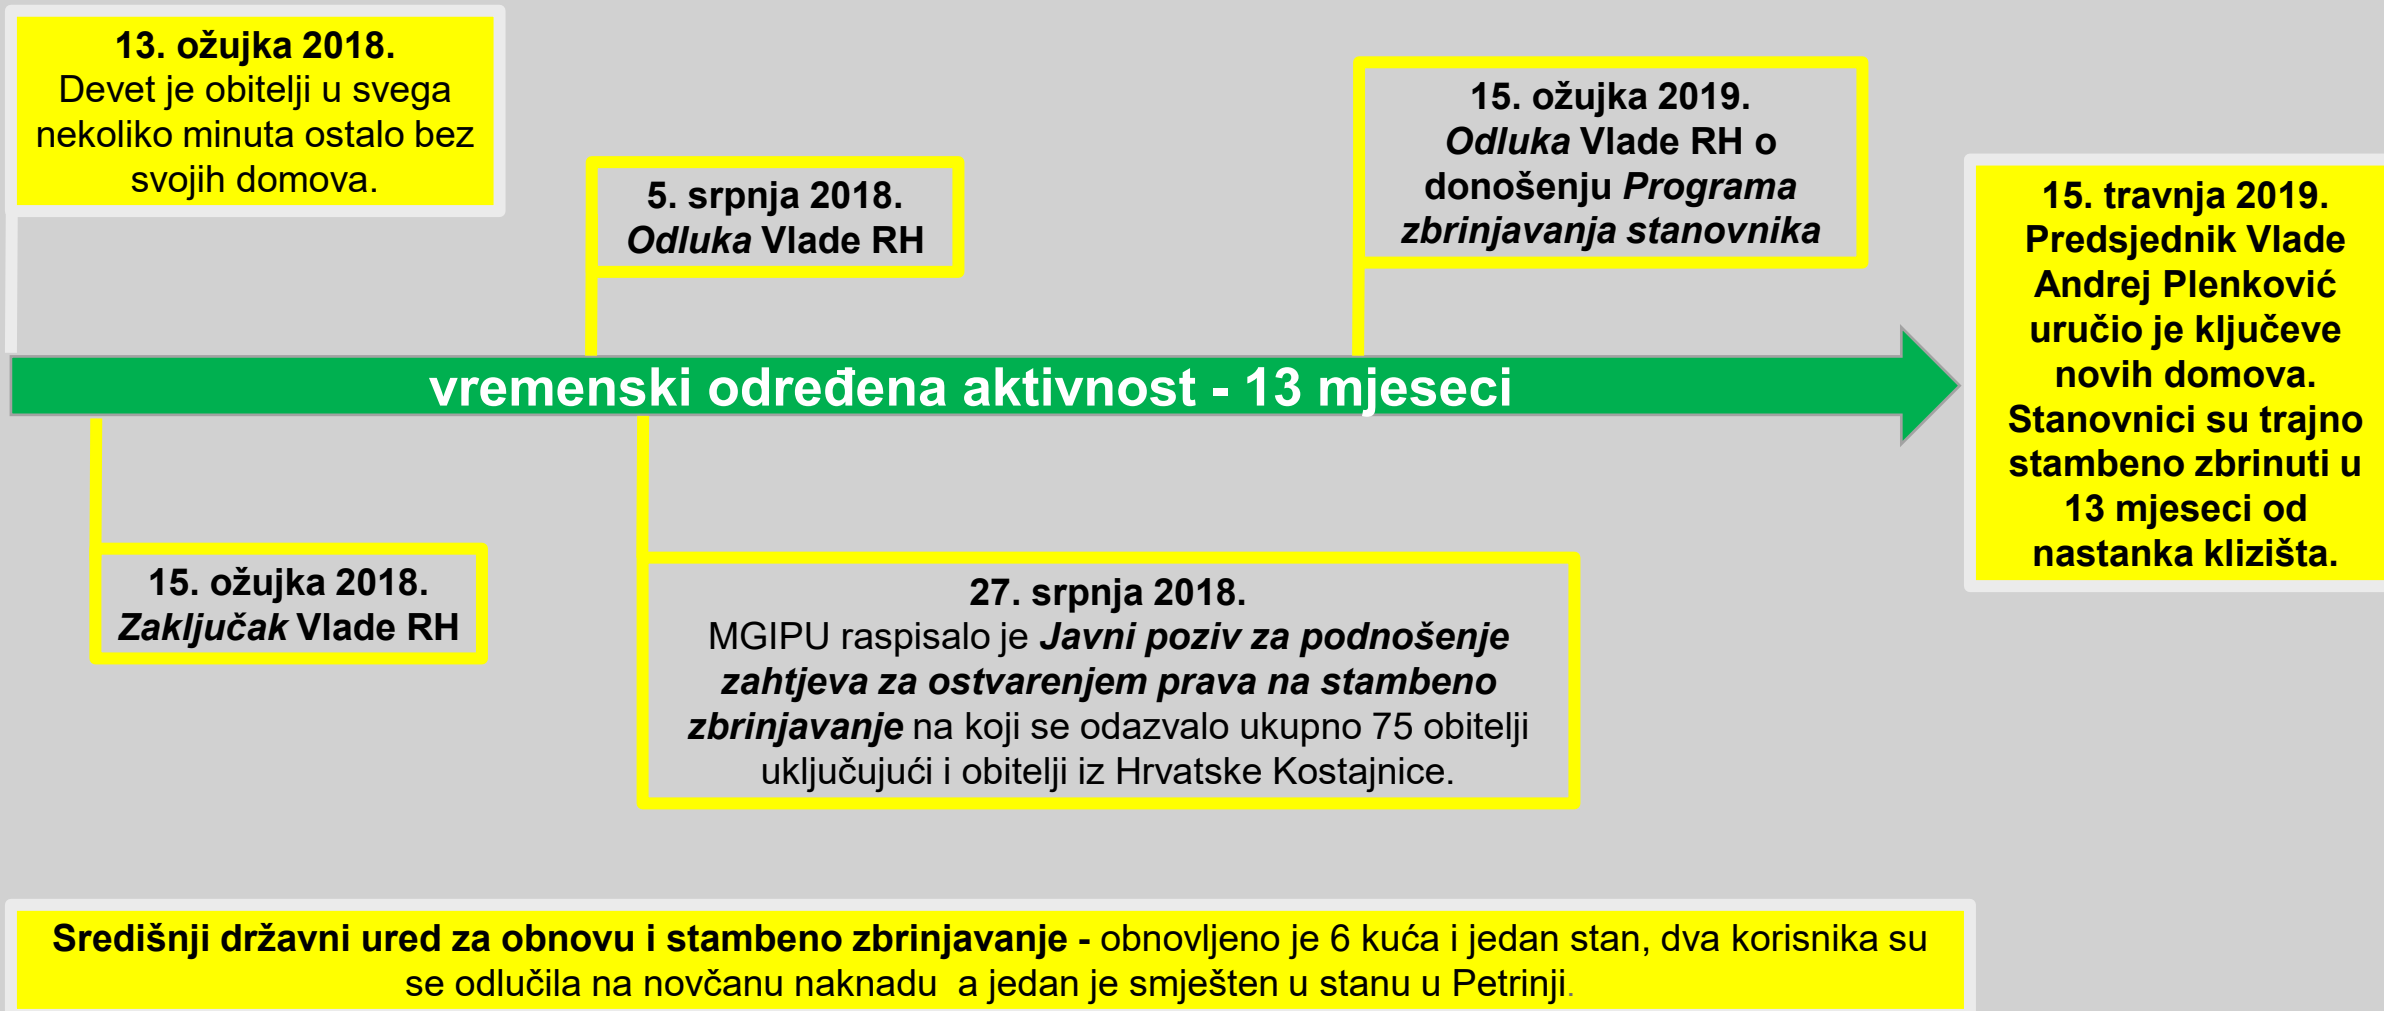 13. ožujka 2018.
Devet je obitelji u svega
nekoliko minuta ostalo bez
svojih domova.
5. srpnja 2018.
Odluka Vlade RH
15. ožujka 2019.
Odluka Vlade RH o
donošenju Programa
zbrinjavanja stanovnika
15. travnja 2019.
Predsjednik Vlade
Andrej Plenković
uručio je ključeve
novih domova.
Stanovnici su trajno
stambeno zbrinuti u
13 mjeseci od
nastanka klizišta.
vremenski određena aktivnost - 13 mjeseci
15. ožujka 2018.
Zaključak Vlade RH
27. srpnja 2018.
MGIPU raspisalo je Javni poziv za podnošenje
zahtjeva za ostvarenjem prava na stambeno
zbrinjavanje na koji se odazvalo ukupno 75 obitelji
uključujući i obitelji iz Hrvatske Kostajnice.
Središnji državni ured za obnovu i stambeno zbrinjavanje - obnovljeno je 6 kuća i jedan stan, dva korisnika su
se odlučila na novčanu naknadu  a jedan je smješten u stanu u Petrinji.